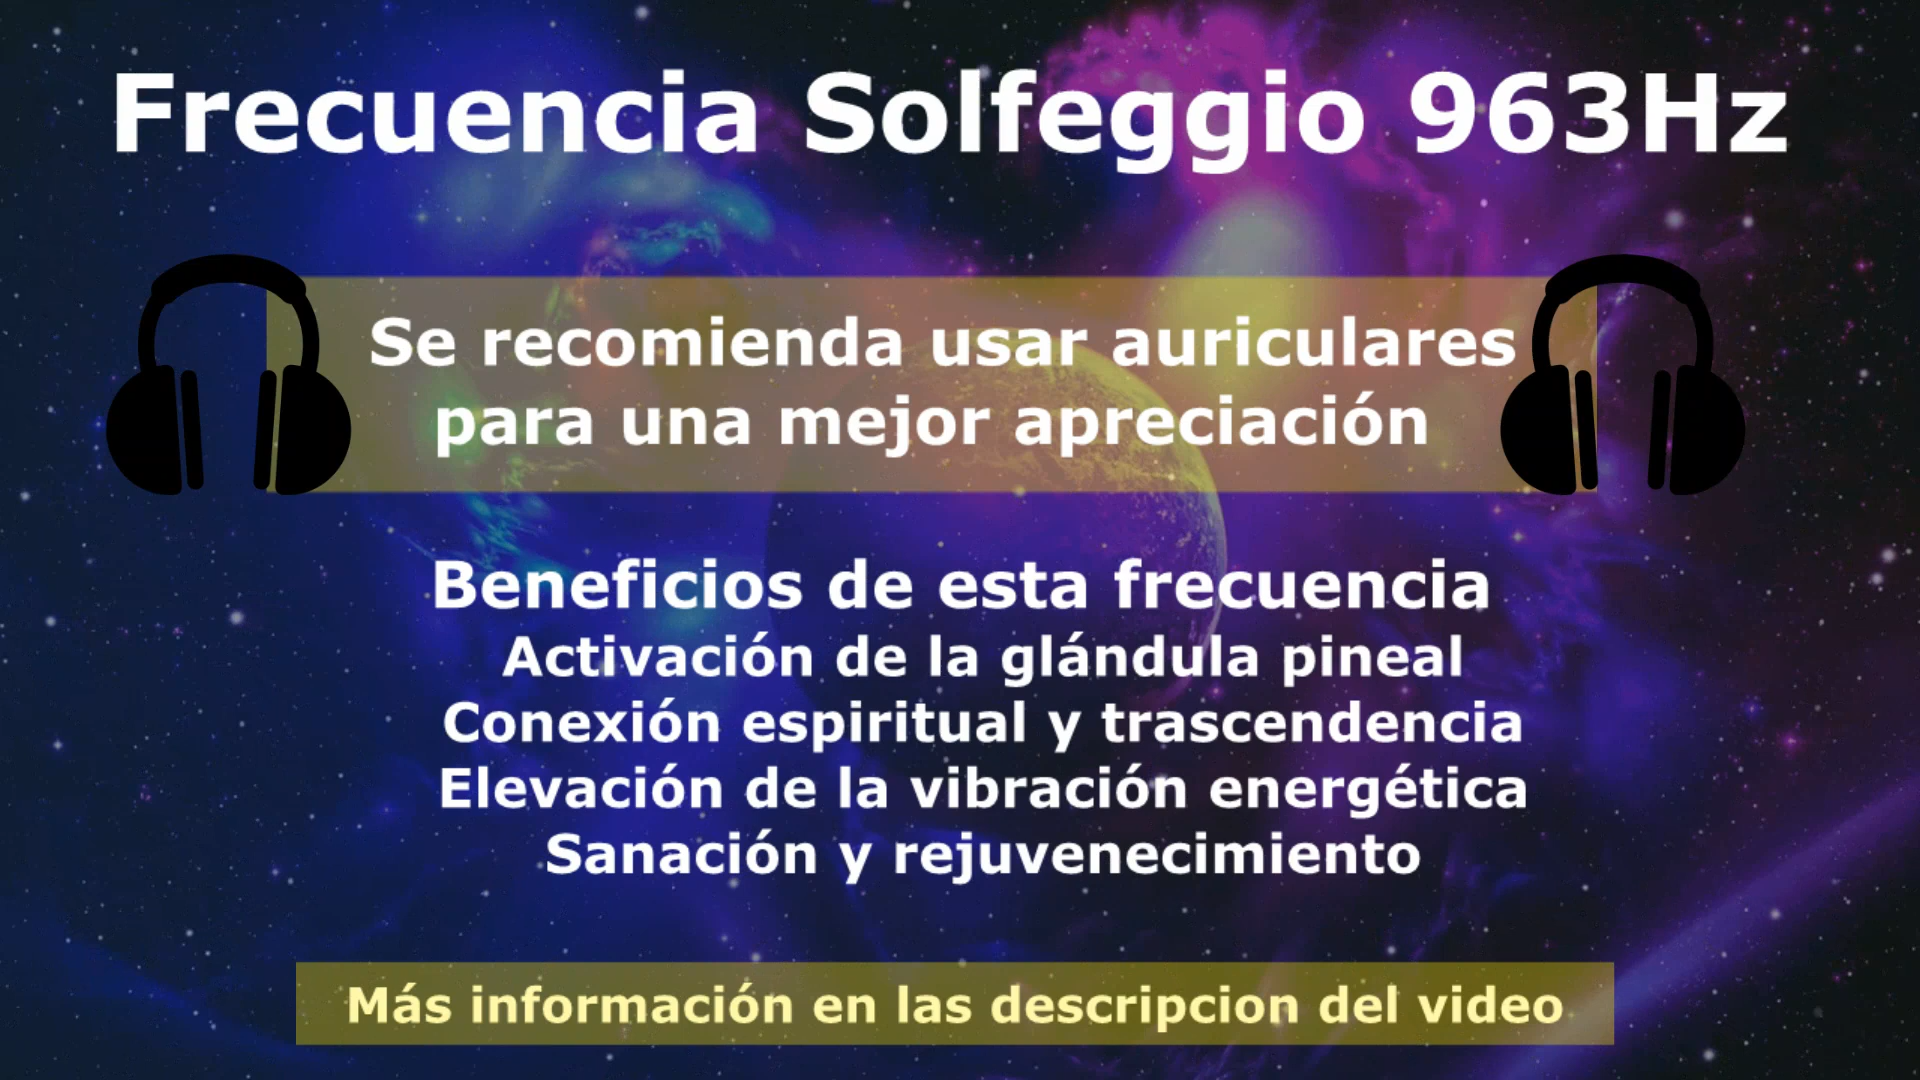 Frecuencia Solfeggio 963Hz
Se recomienda usar auriculares
para una mejor apreciación
Beneficios de esta frecuencia
Activación de la glándula pineal
Conexión espiritual y trascendencia
Elevación de la vibración energética
Sanación y rejuvenecimiento
Más información en las descripcion del video